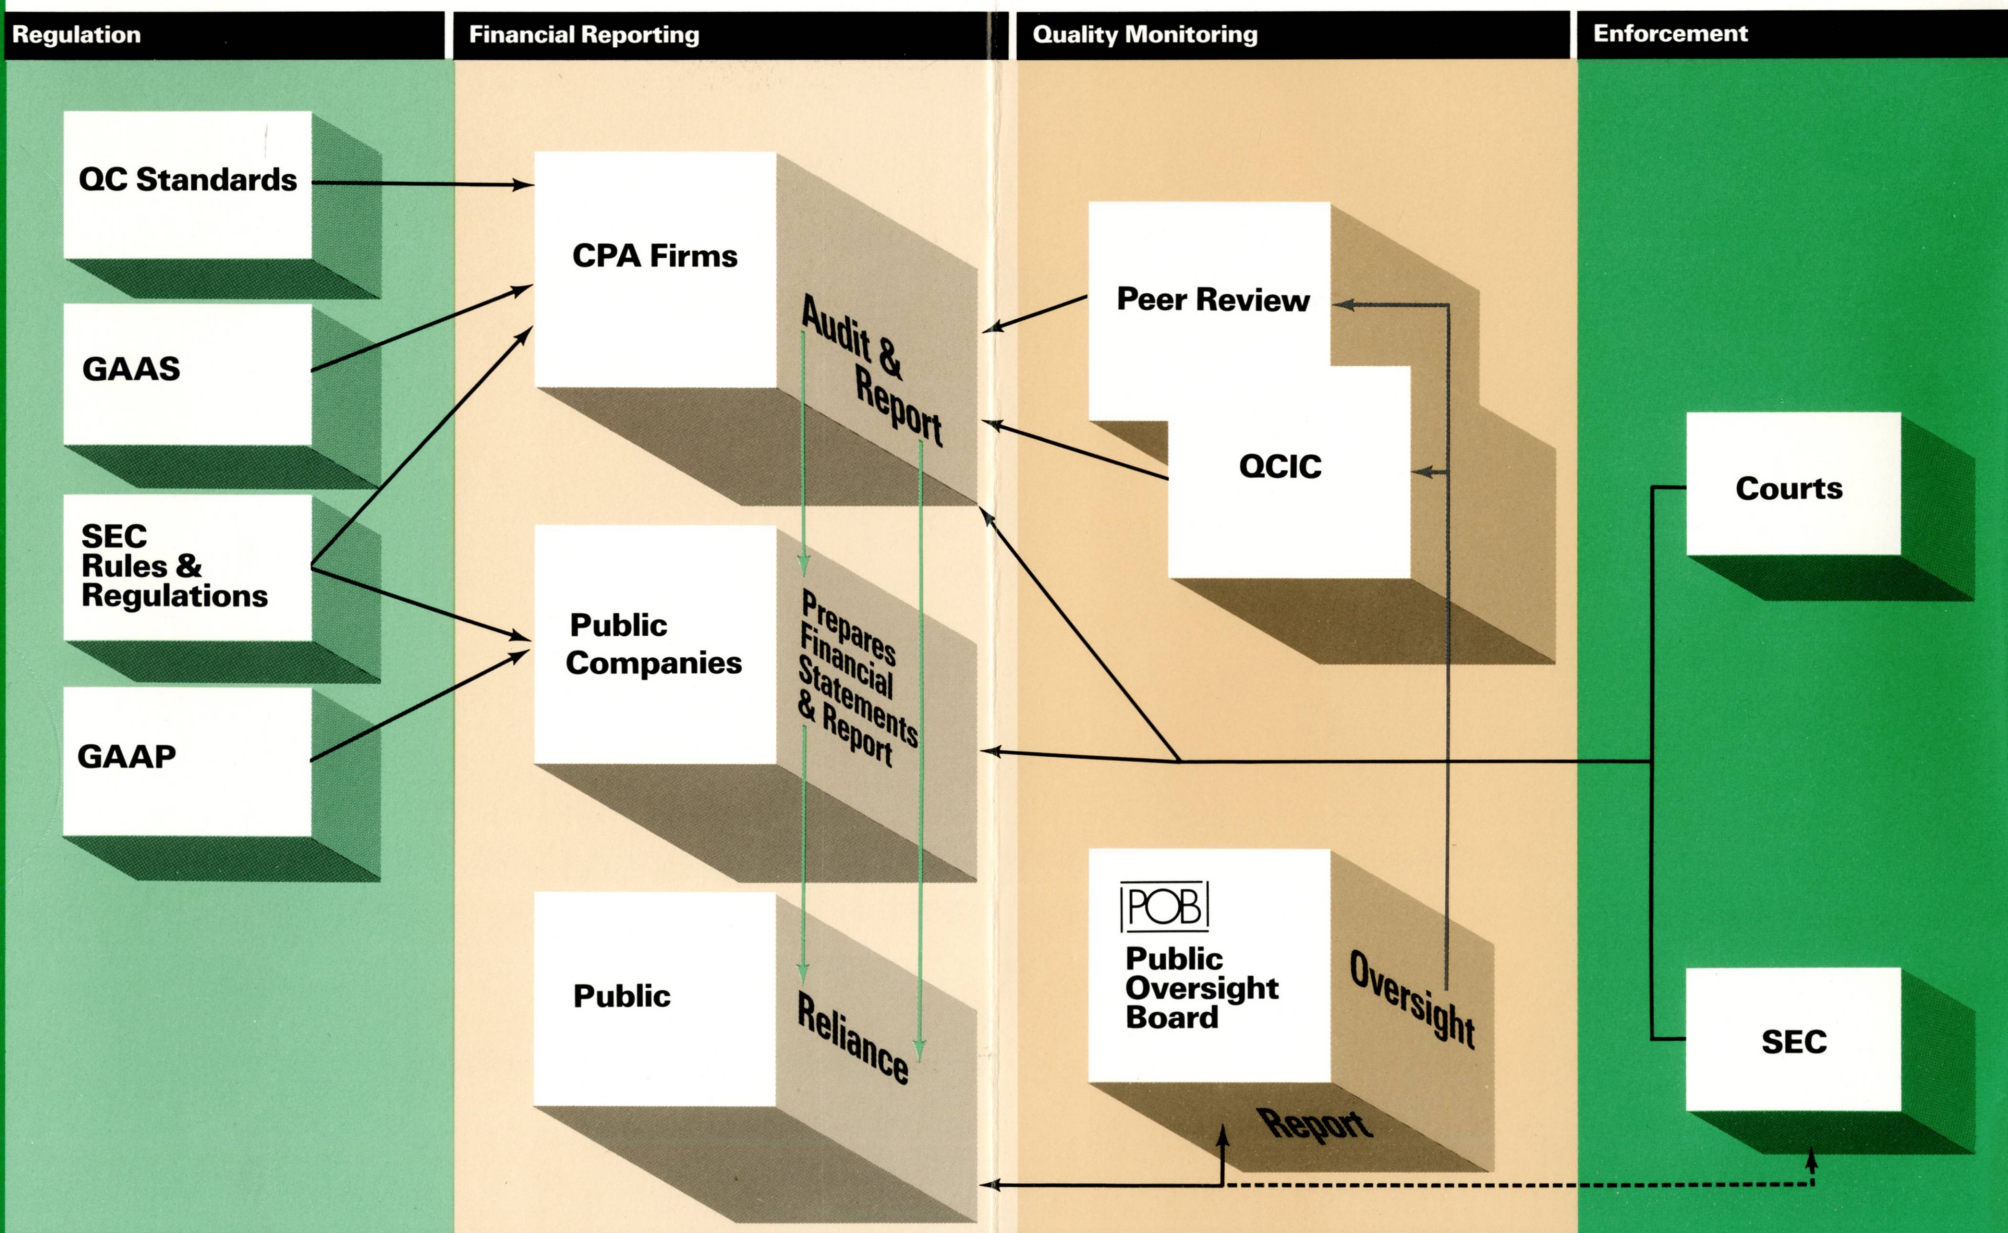 Regulation
Financial Reporting
Quality Monitoring
Enforcement
QC Standards
GAAS
SEC
Rules &
Regulations
GAAP
CPA Firms
Audit &
Report
Public
Companies
Prepares
Financial
Statements
& Report
Public
Reliance
Peer Review
QCIC
POB
Public
Oversight
Board
Oversight
Report
Courts
SEC